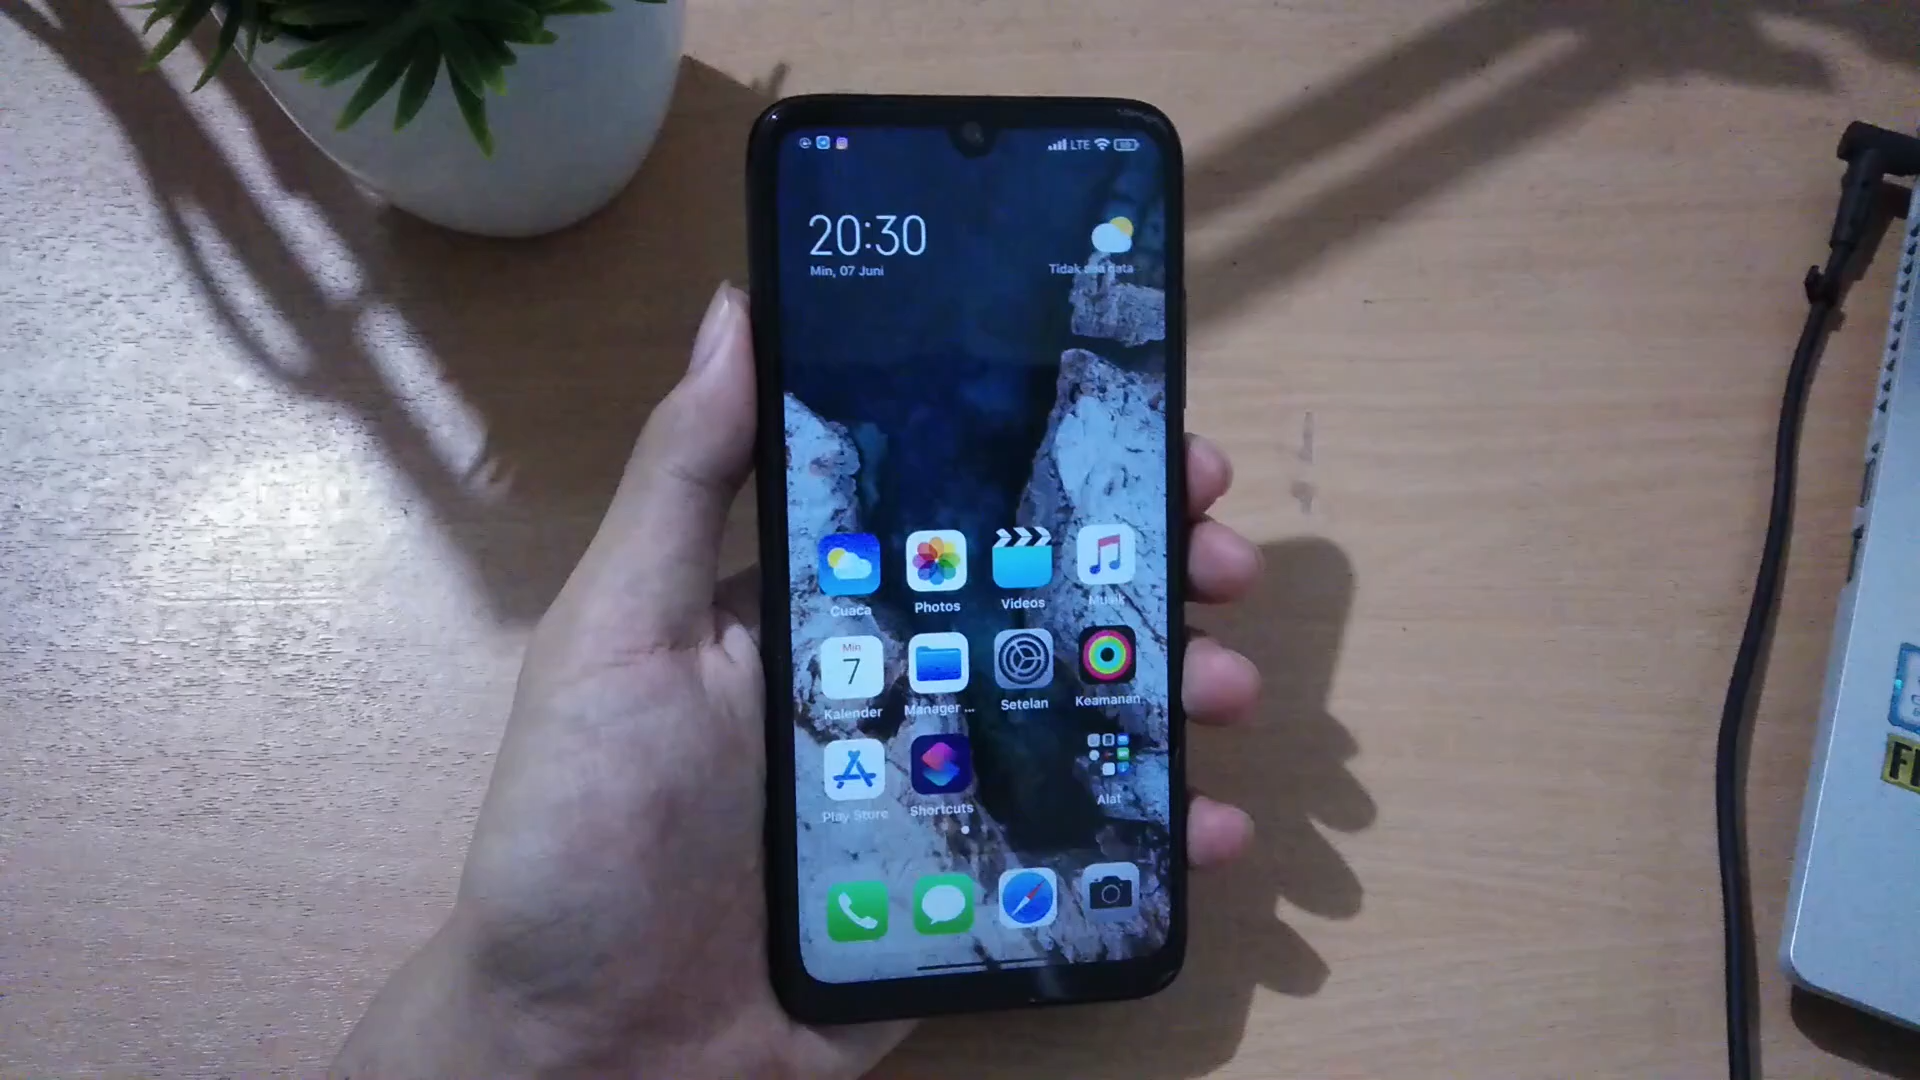 LTE
20:30
Min, 07 Juni
Tidak ada data
Cuaca
Photos
Videos
Musik
Min
7
Kalender
Manager ...
Setelan
Keamanan
Play Store
Shortcuts
Alat